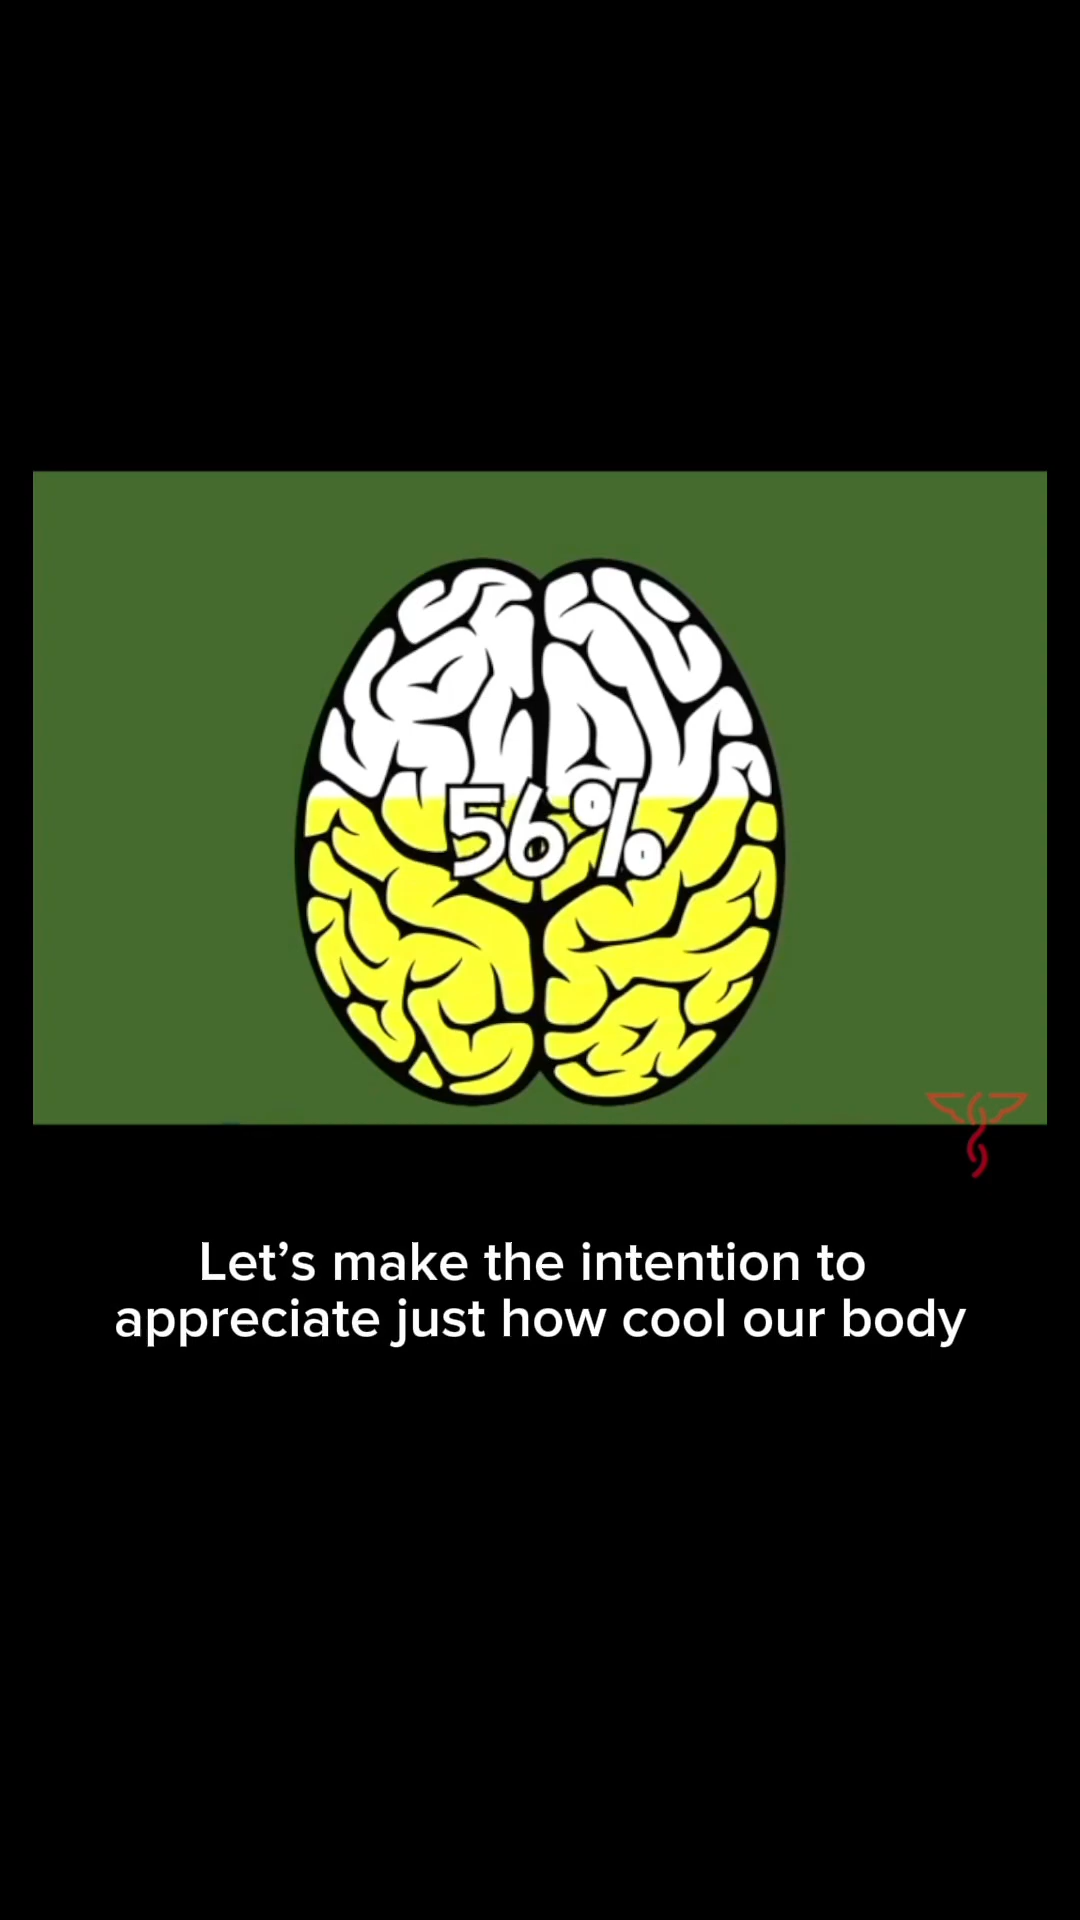 56%
Let’s make the intention to
appreciate just how cool our body